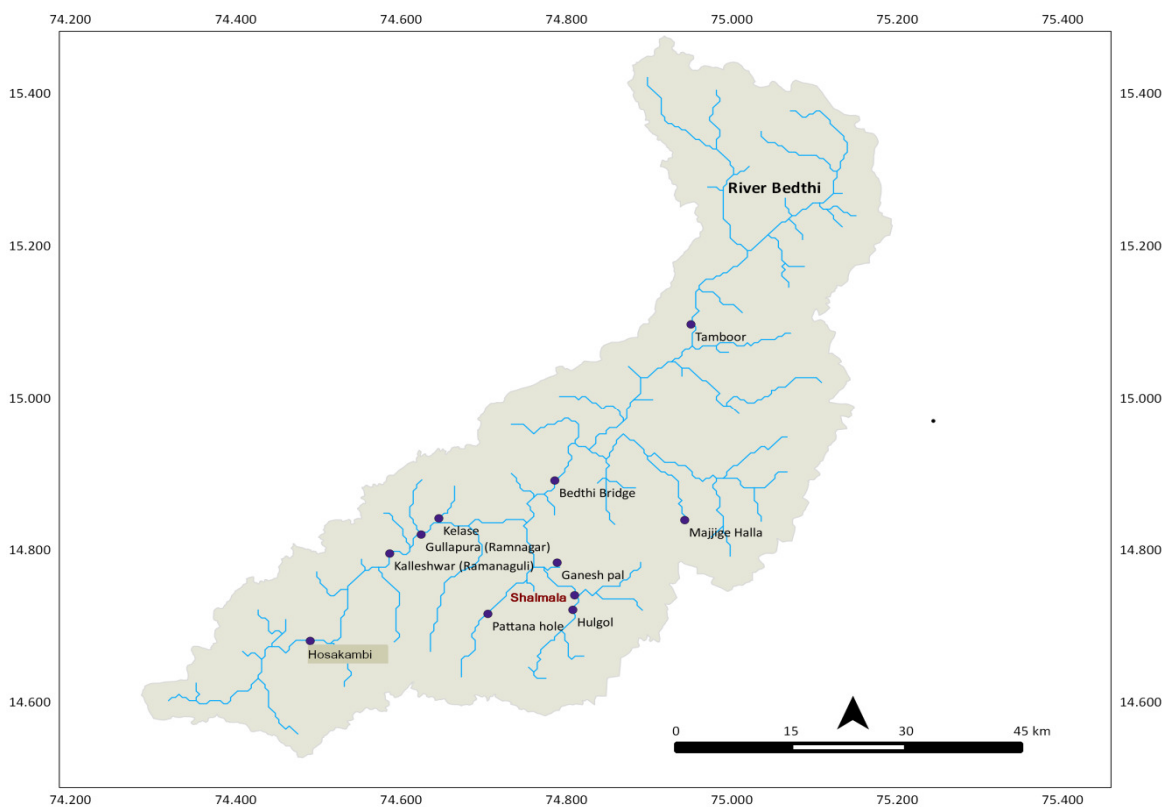 74.200 74.400 74.600 74.800 75.000 75.200 75.400
15.400 15.400
River Bedthi
15.200 15.200
Tamboor
15.000 15.000
Bedthi Bridge
Kelase
Majjige Halla
Gullapura (Ramnagar)
14.800 14.800
Kalleshwar (Ramanaguli)
Ganesh pal
Shalmala
Pattana hole
Hulgol
Hosakambi
14.600 14.600
0 15 30 45 km
74.200 74.400 74.600 74.800 75.000 75.200 75.400